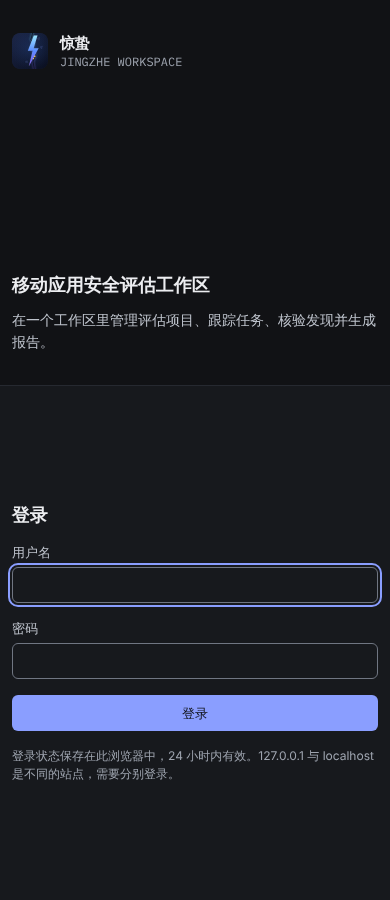 惊蛰
JINGZHE WORKSPACE
移动应用安全评估工作区
在一个工作区里管理评估项目、跟踪任务、核验发现并生成
报告。
登录
用户名
密码
登录
登录状态保存在此浏览器中，24 小时内有效。127.0.0.1 与 localhost
是不同的站点，需要分别登录。